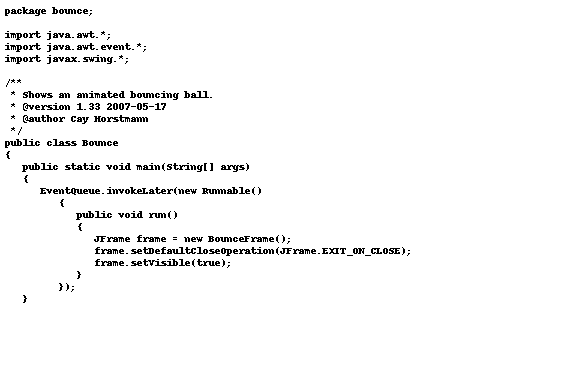 package bounce;

import java.awt.*;
import java.awt.event.*;
import javax.swing.*;

/**
 * Shows an animated bouncing ball.
 * @version 1.33 2007-05-17
 * @author Cay Horstmann
 */
public class Bounce
{
   public static void main(String[] args)
   {
      EventQueue.invokeLater(new Runnable()
         {
            public void run()
            {
               JFrame frame = new BounceFrame();
               frame.setDefaultCloseOperation(JFrame.EXIT_ON_CLOSE);
               frame.setVisible(true);
            }
         });
   }